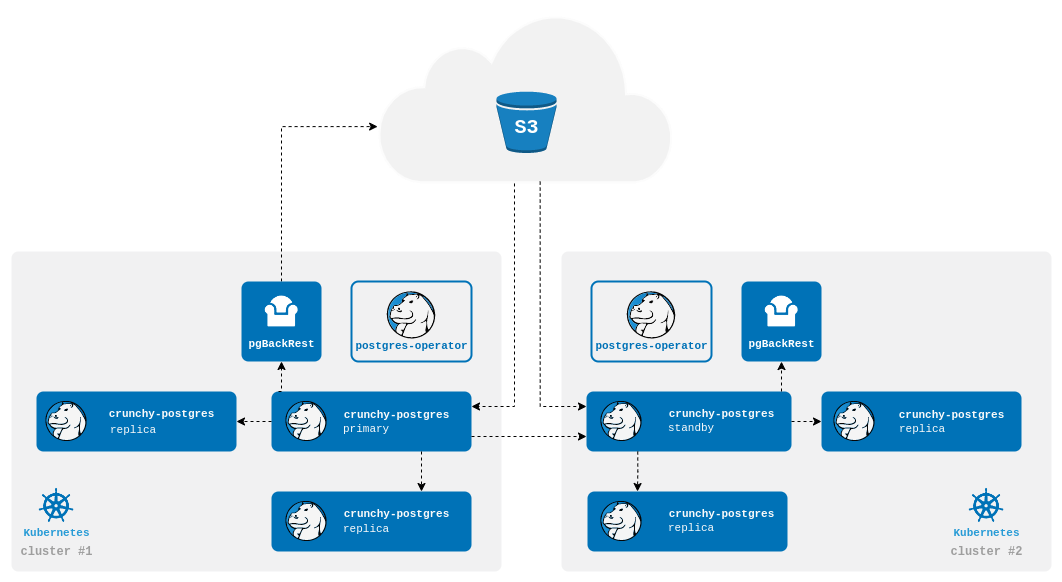 S3
pgBackRest
postgres-operator
postgres-operator
pgBackRest
crunchy-postgres
replica
crunchy-postgres
primary
crunchy-postgres
standby
crunchy-postgres
replica
crunchy-postgres
replica
crunchy-postgres
replica
Kubernetes
cluster #1
Kubernetes
cluster #2